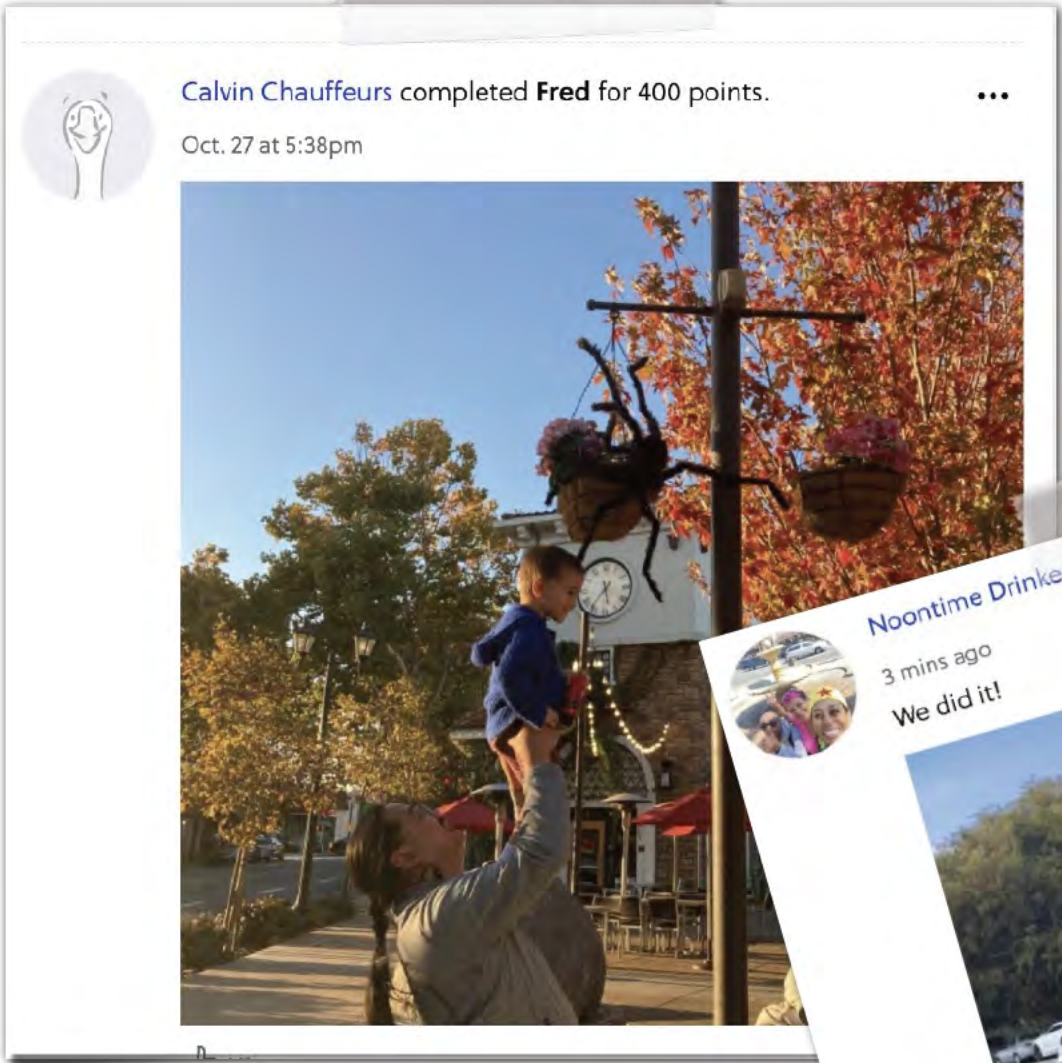 Calvin Chauffeurs completed Fred for 400 points.
Oct. 27 at 5:38pm
Noontime
3 mins ago
We did it!